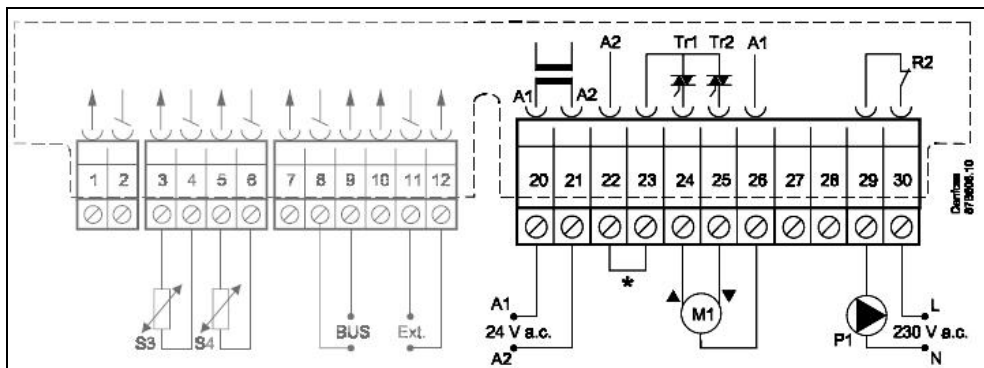 A2 Tr1 Tr2 A1
R2
A1 A2
1 2 3 4 5 6 7 8 9 10 11 12
20 21 22 23 24 25 26 27 28 29 30
Danfoss
87B606.10
*
S3 S4 BUS Ext.
A1
24 V a.c.
A2
M1
P1
L
230 V a.c.
N